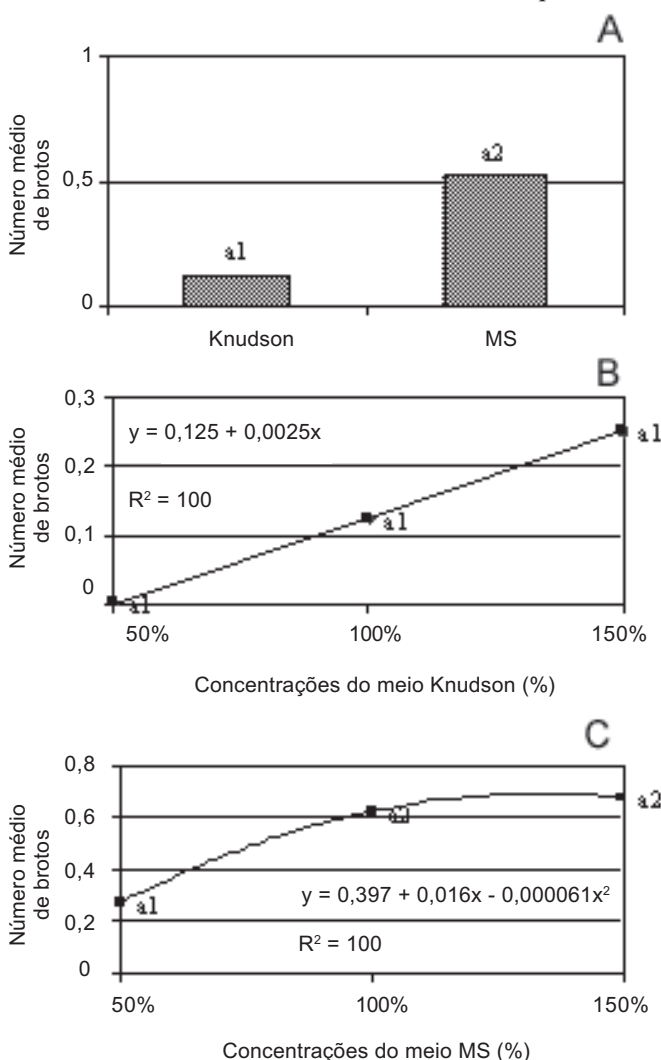 A
1
Número médio
de brotos
0,5
0
a1
a2
Knudson
MS
B
0,3
y = 0,125 + 0,0025x
0,2
R² = 100
Número médio
de brotos
0,1
0
a1
a1
a1
50%
100%
150%
Concentrações do meio Knudson (%)
C
0,8
0,6
Número médio
de brotos
0,4
0,2
0
a1
a2
y = 0,397 + 0,016x - 0,000061x²
R² = 100
50%
100%
150%
Concentrações do meio MS (%)